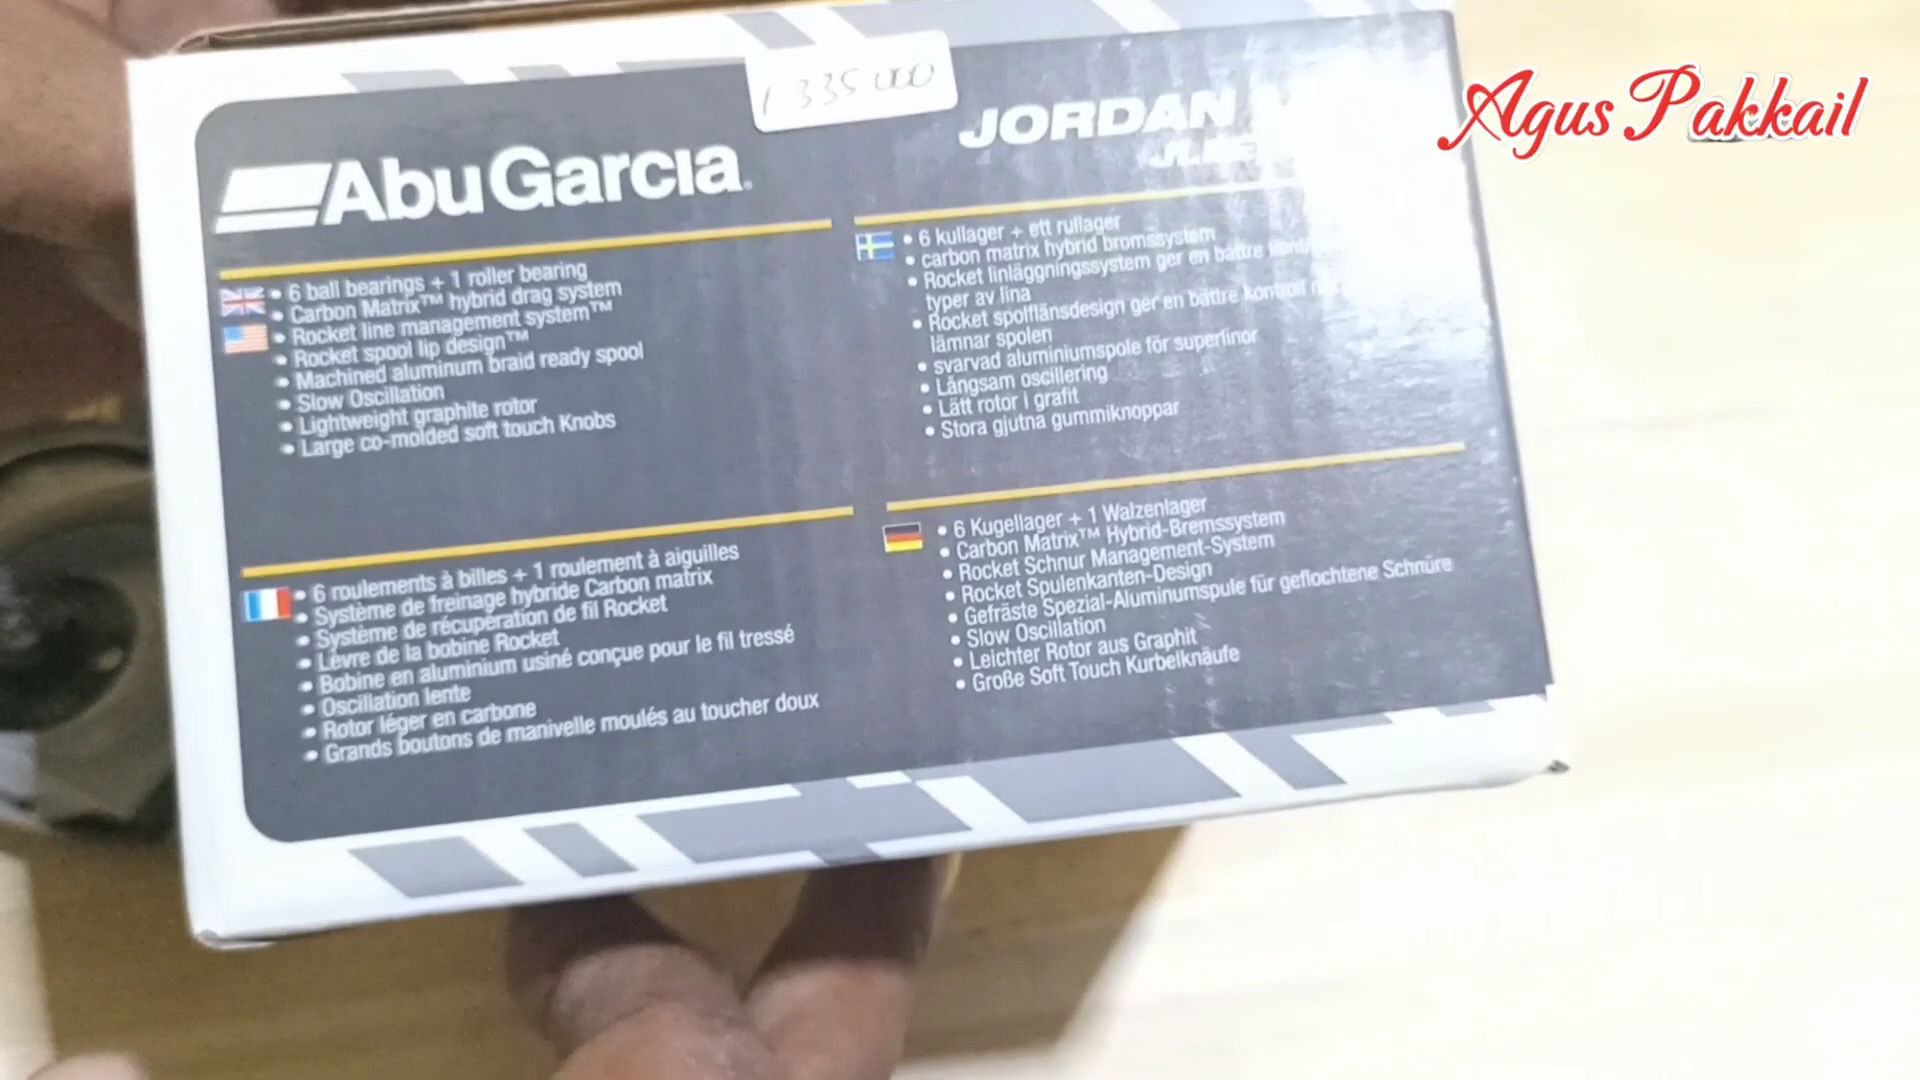 335 000
AbuGarcia
JORDAN
Agus Pakkail
• 6 ball bearings + 1 roller bearing
• Carbon Matrix™ hybrid drag system
• Rocket line management system™
• Rocket spool lip design™
• Machined aluminum braid ready spool
• Slow Oscillation
• Lightweight graphite rotor
• Large co-molded soft touch Knobs
• 6 kullager + ett rullager
• carbon matrix hybrid bromssystem
• Rocket linläggningssystem ger en bättre
typer av lina
• Rocket spolflänsdesign ger en bättre kontroll
lämnar spolen
• svarvad aluminiumspole för superlinor
• Långsam oscillering
• Lätt rotor i grafit
• Stora gjutna gummiknoppar
• 6 roulements à billes + 1 roulement à aiguilles
• Système de freinage hybride Carbon matrix
• Système de récupération de fil Rocket
• Lèvre de la bobine Rocket
• Bobine en aluminium usiné conçue pour le fil tressé
• Oscillation lente
• Rotor léger en carbone
• Grands boutons de manivelle moulés au toucher doux
• 6 Kugellager + 1 Walzenlager
• Carbon Matrix™ Hybrid-Bremssystem
• Rocket Schnur Management-System
• Rocket Spulenkanten-Design
• Gefräste Spezial-Aluminumspule für geflochtene Schnüre
• Slow Oscillation
• Leichter Rotor aus Graphit
• Große Soft Touch Kurbelknäufe